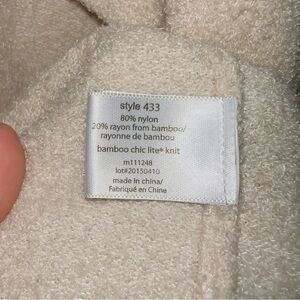 style 433
80% nylon
20% rayon from bamboo/
rayonne de bambou
bamboo chic lite® knit
m111248
lot#20150410
made in china/
Fabriqué en Chine